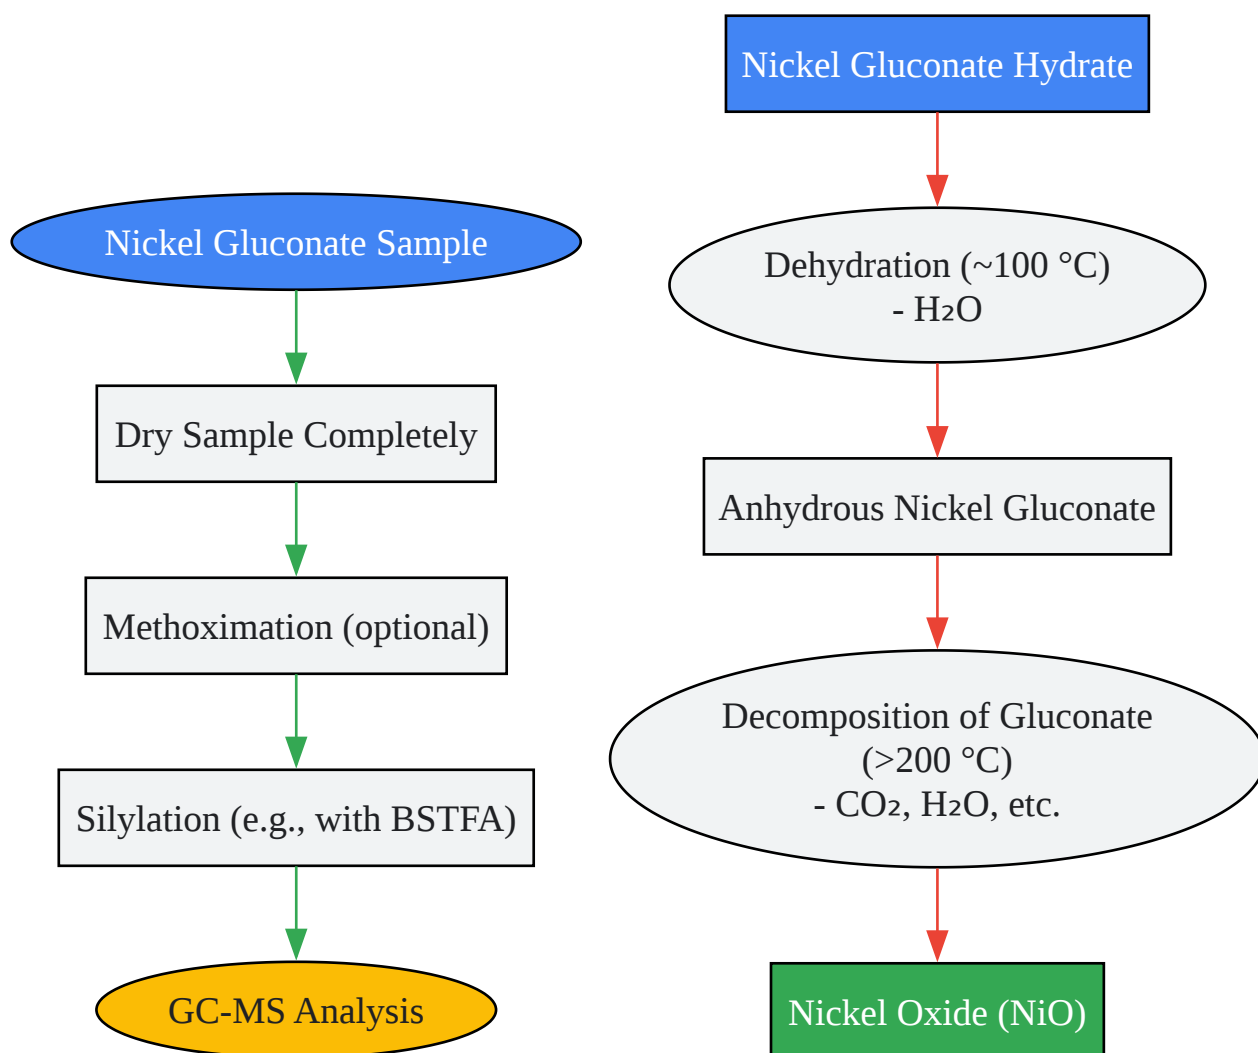 Nickel Gluconate Sample
Dry Sample Completely
Methoximation (optional)
Silylation (e.g., with BSTFA)
GC-MS Analysis
Nickel Gluconate Hydrate
Dehydration (~100 °C)
- H₂O
Anhydrous Nickel Gluconate
Decomposition of Gluconate
(>200 °C)
- CO₂, H₂O, etc.
Nickel Oxide (NiO)